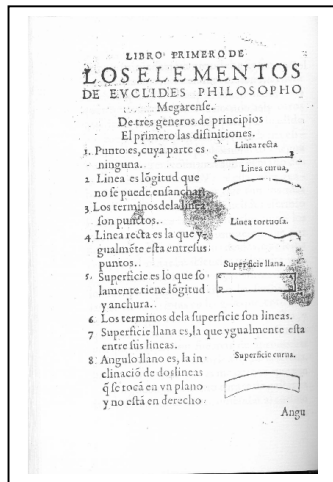 LIBRO PRIMERO DE
LOS ELEMENTOS
DE EVCLIDES PHILOSOPHO
Megarense.
De tres generos de principios
El primero las difinitiones.
1. Punto es, cuya parte es
ninguna.
Linea recta
2 Linea es lõgitud que
no se puede ensanchar
Linea curua,
3 Los terminos dela linea
son punctos.
4 Linea recta es la que y-
gualmẽte esta entre sus
puntos.
Linea tortuosa.
5. Superficie es lo que so
lamente tiene lõgitud
y anchura.
Superficie llana.
6 Los terminos dela superficie son lineas.
7 Superficie llana es, la que ygualmente esta
entre sus lineas.
8 Angulo llano es, la in
clinació de dos lineas
q̃ se tocã en vn plano
y no estã en derecho
Superficie curua.
Angu